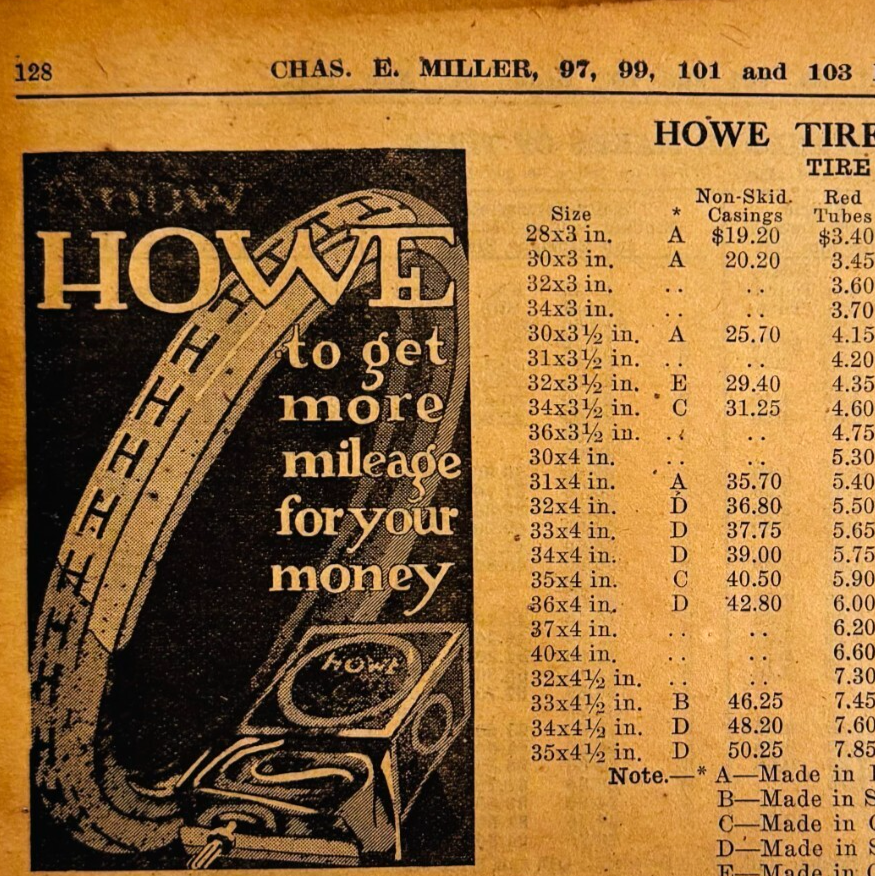 128
CHAS. E. MILLER, 97, 99, 101 and 103
HOWE
to get
more
mileage
for your
money
howe
HOWE TIRE
TIRE
Non-Skid Red
Size * Casings Tubes
28x3 in. A $19.20 $3.40
30x3 in. A 20.20 3.45
32x3 in. .. .. 3.60
34x3 in. .. .. 3.70
30x3½ in. A 25.70 4.15
31x3½ in. .. .. 4.20
32x3½ in. E 29.40 4.35
34x3½ in. C 31.25 4.60
36x3½ in. .. .. 4.75
30x4 in. .. .. 5.30
31x4 in. A 35.70 5.40
32x4 in. D 36.80 5.50
33x4 in. D 37.75 5.65
34x4 in. D 39.00 5.75
35x4 in. C 40.50 5.90
36x4 in. D 42.80 6.00
37x4 in. .. .. 6.20
40x4 in. .. .. 6.60
32x4½ in. .. .. 7.30
33x4½ in. B 46.25 7.45
34x4½ in. D 48.20 7.60
35x4½ in. D 50.25 7.85
Note.—* A—Made in
B—Made in S
C—Made in
D—Made in S
E—Made in